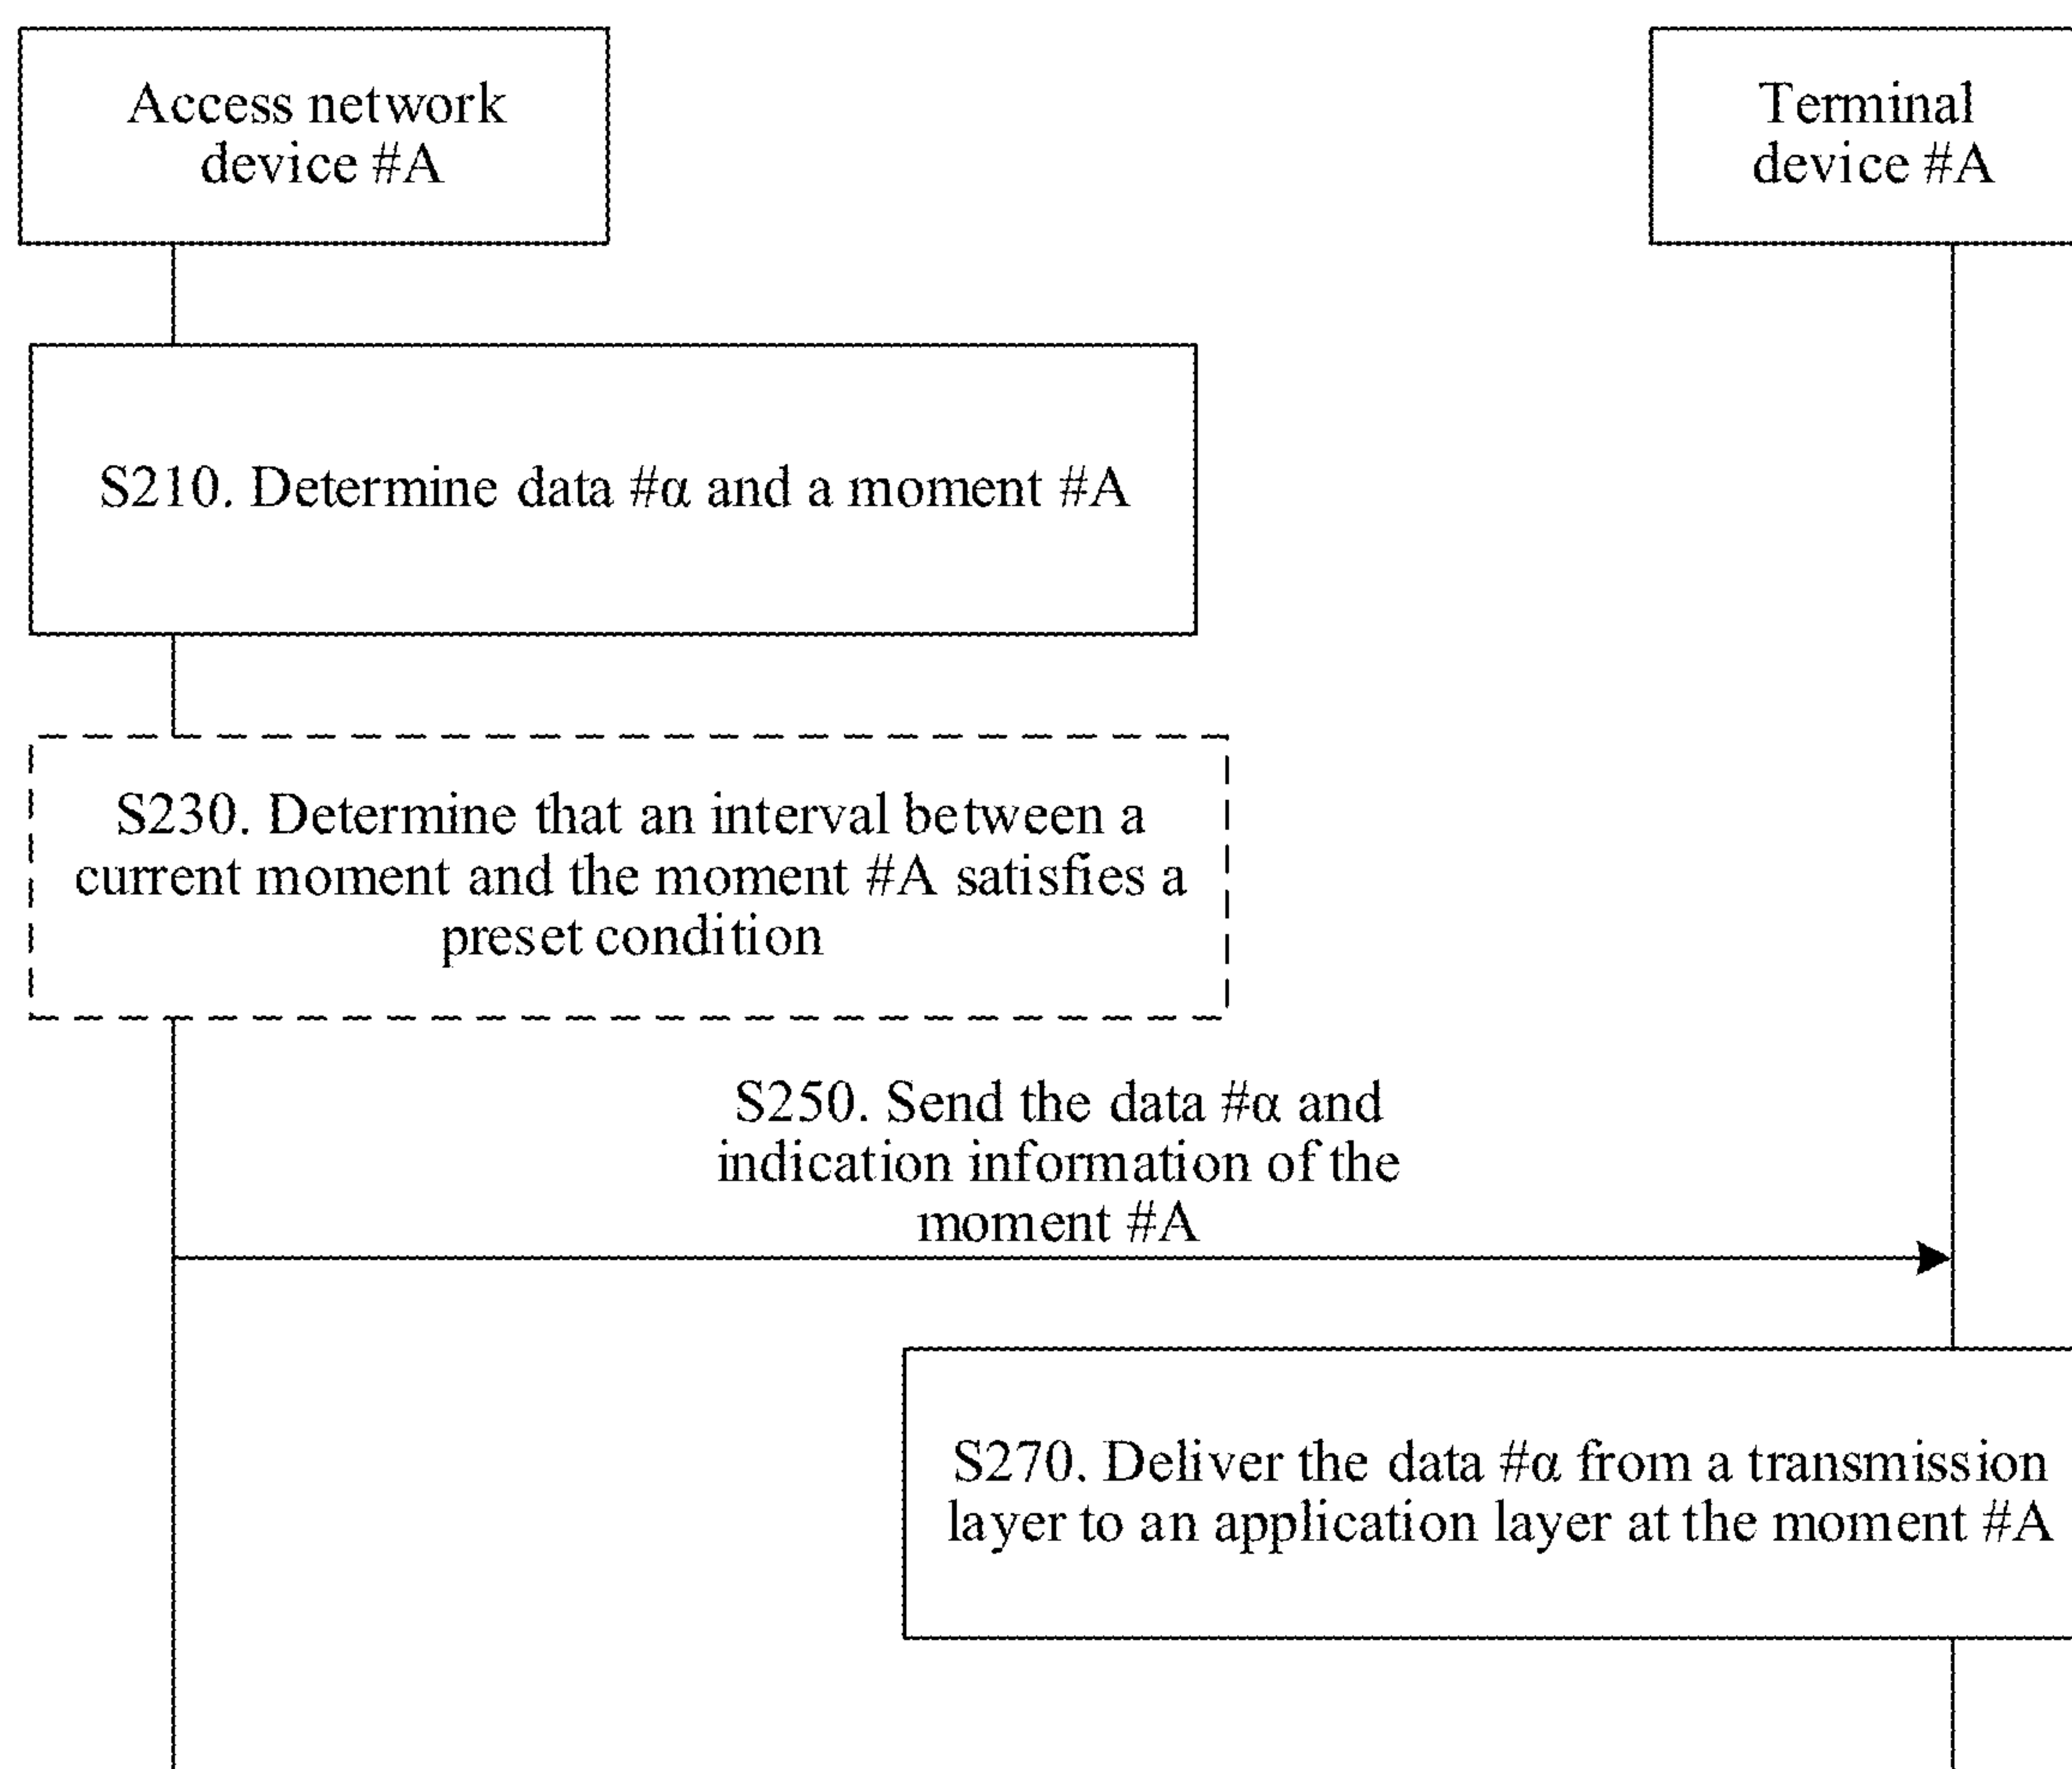 Access network
device #A
Terminal
device #A
S210. Determine data #α and a moment #A
S230. Determine that an interval between a
current moment and the moment #A satisfies a
preset condition
S250. Send the data #α and
indication information of the
moment #A
S270. Deliver the data #α from a transmission
layer to an application layer at the moment #A